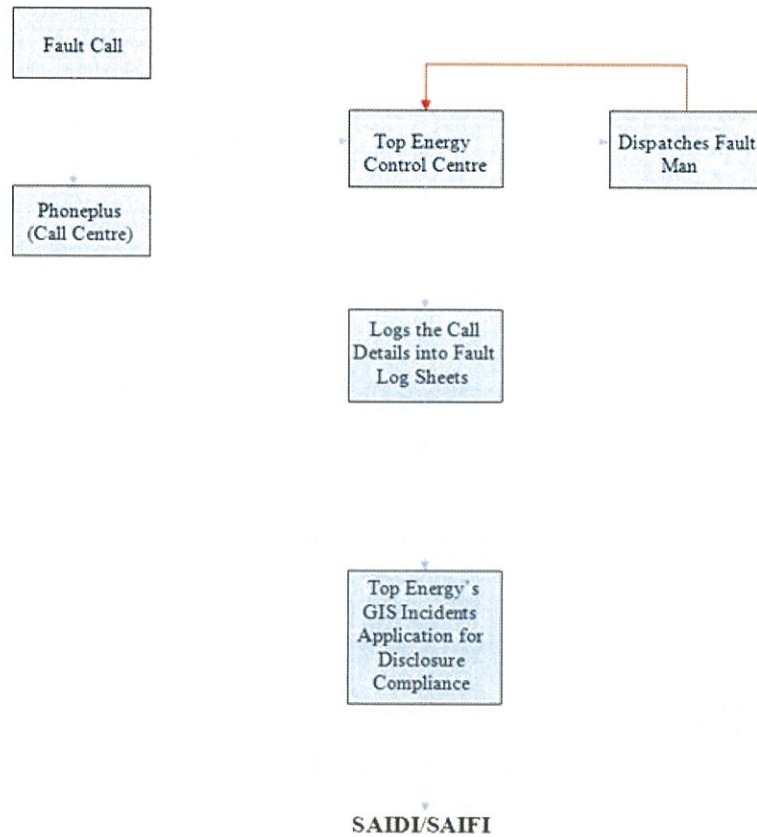 Fault Call
Top Energy
Control Centre
Dispatches Fault
Man
Phoneplus
(Call Centre)
Logs the Call
Details into Fault
Log Sheets
Top Energy's
GIS Incidents
Application for
Disclosure
Compliance
SAIDI/SAIFI